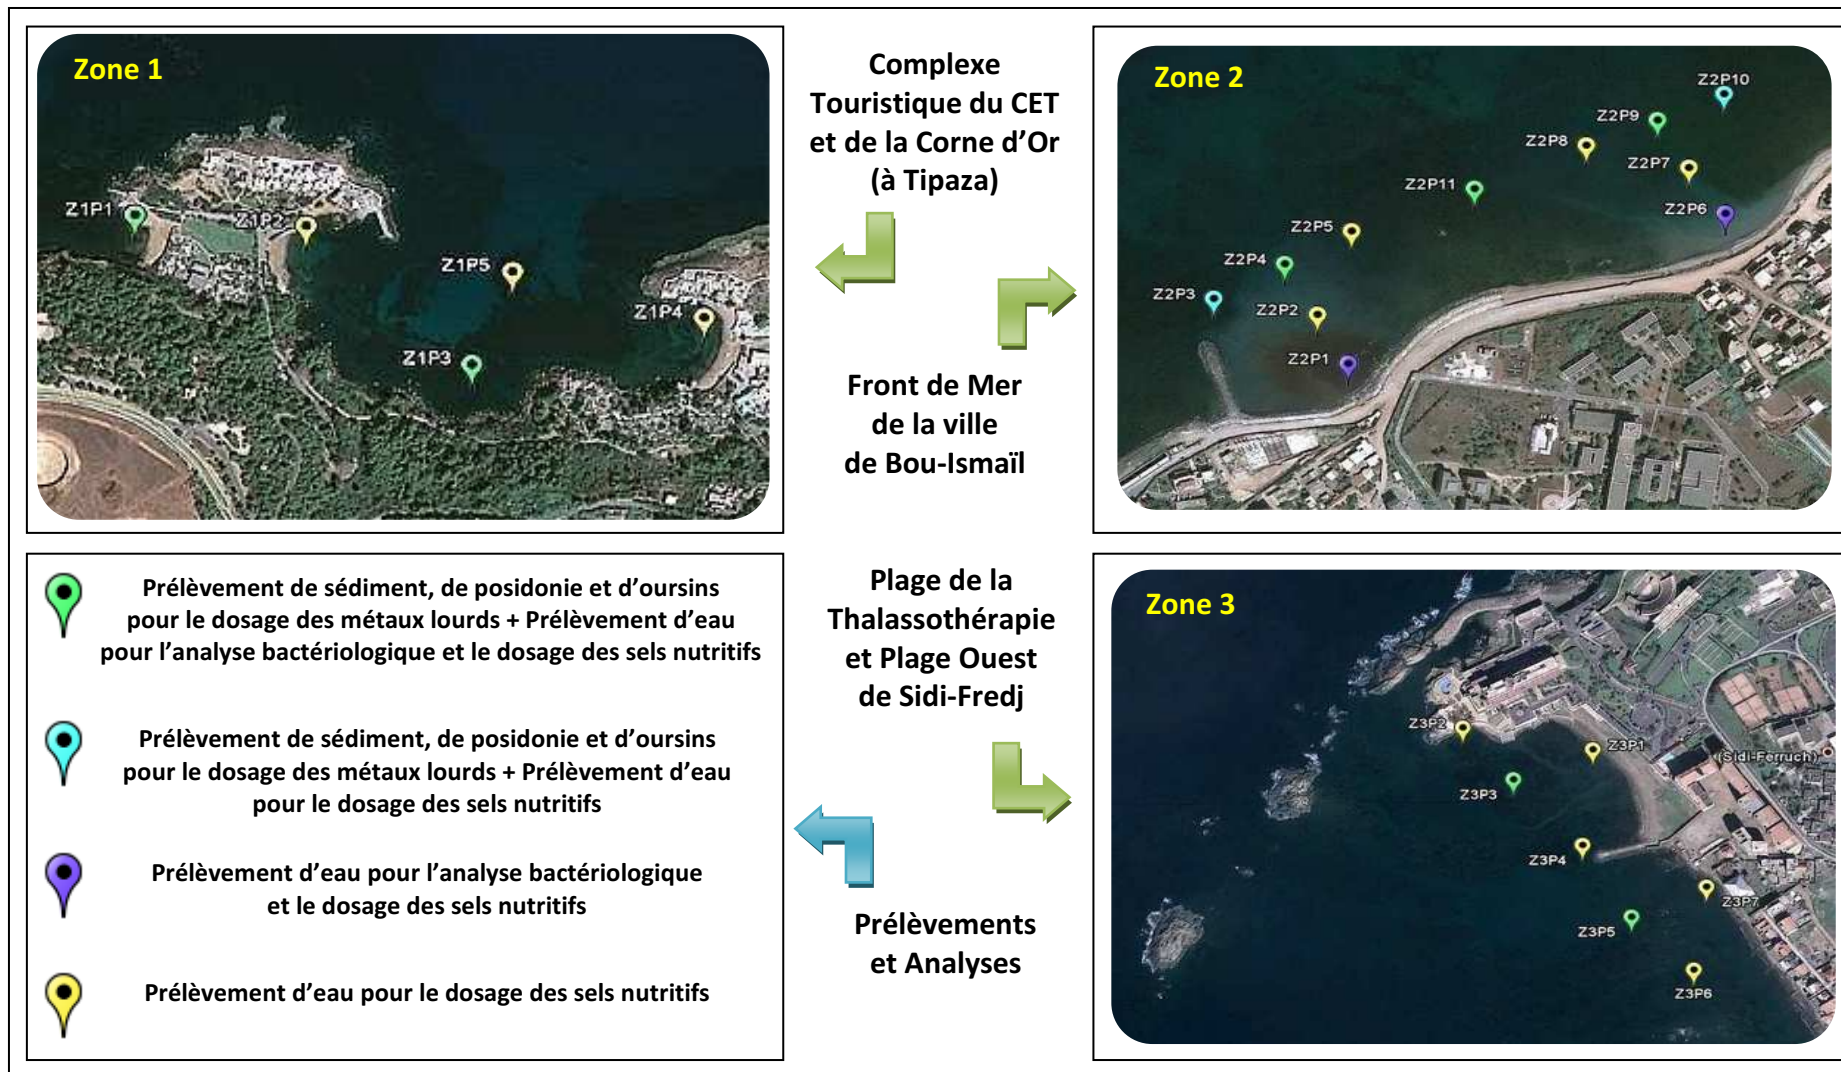 Zone 1
Z1P1
Z1P2
Z1P5
Z1P4
Z1P3
Complexe
Touristique du CET
et de la Corne d'Or
(à Tipaza)
Front de Mer
de la ville
de Bou-Ismaïl
Zone 2
Z2P10
Z2P9
Z2P8
Z2P7
Z2P11
Z2P6
Z2P5
Z2P4
Z2P3
Z2P2
Z2P1
Prélèvement de sédiment, de posidonie et d'oursins
pour le dosage des métaux lourds + Prélèvement d'eau
pour l'analyse bactériologique et le dosage des sels nutritifs
Prélèvement de sédiment, de posidonie et d'oursins
pour le dosage des métaux lourds + Prélèvement d'eau
pour le dosage des sels nutritifs
Prélèvement d'eau pour l'analyse bactériologique
et le dosage des sels nutritifs
Prélèvement d'eau pour le dosage des sels nutritifs
Plage de la
Thalassothérapie
et Plage Ouest
de Sidi-Fredj
Prélèvements
et Analyses
Zone 3
Z3P2
Z3P1
(Sidi-Ferruch)
Z3P3
Z3P4
Z3P7
Z3P5
Z3P6